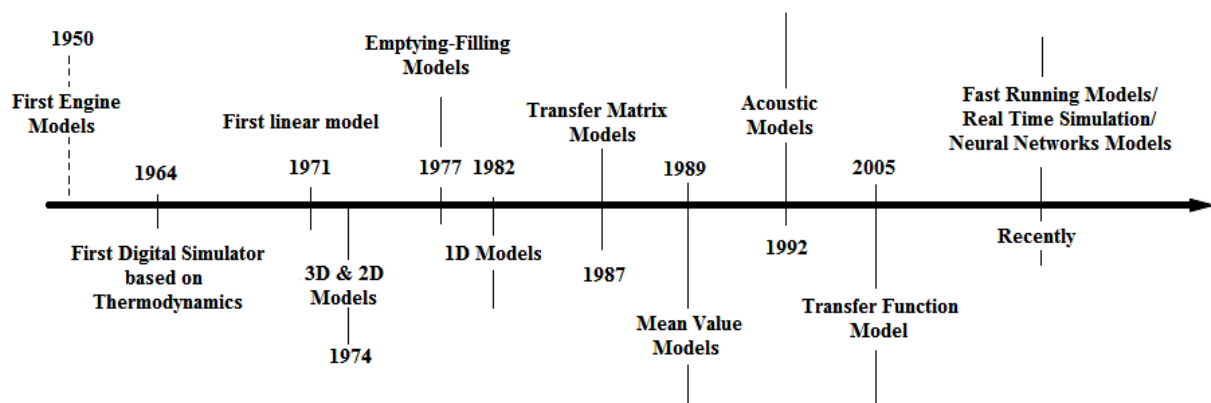 1950
First Engine
Models
1964
First Digital Simulator
based on
Thermodynamics
First linear model
1971
3D & 2D
Models
1974
Emptying-Filling
Models
1977
1982
1D Models
Transfer Matrix
Models
1987
1989
Mean Value
Models
Acoustic
Models
1992
2005
Transfer Function
Model
Fast Running Models/
Real Time Simulation/
Neural Networks Models
Recently